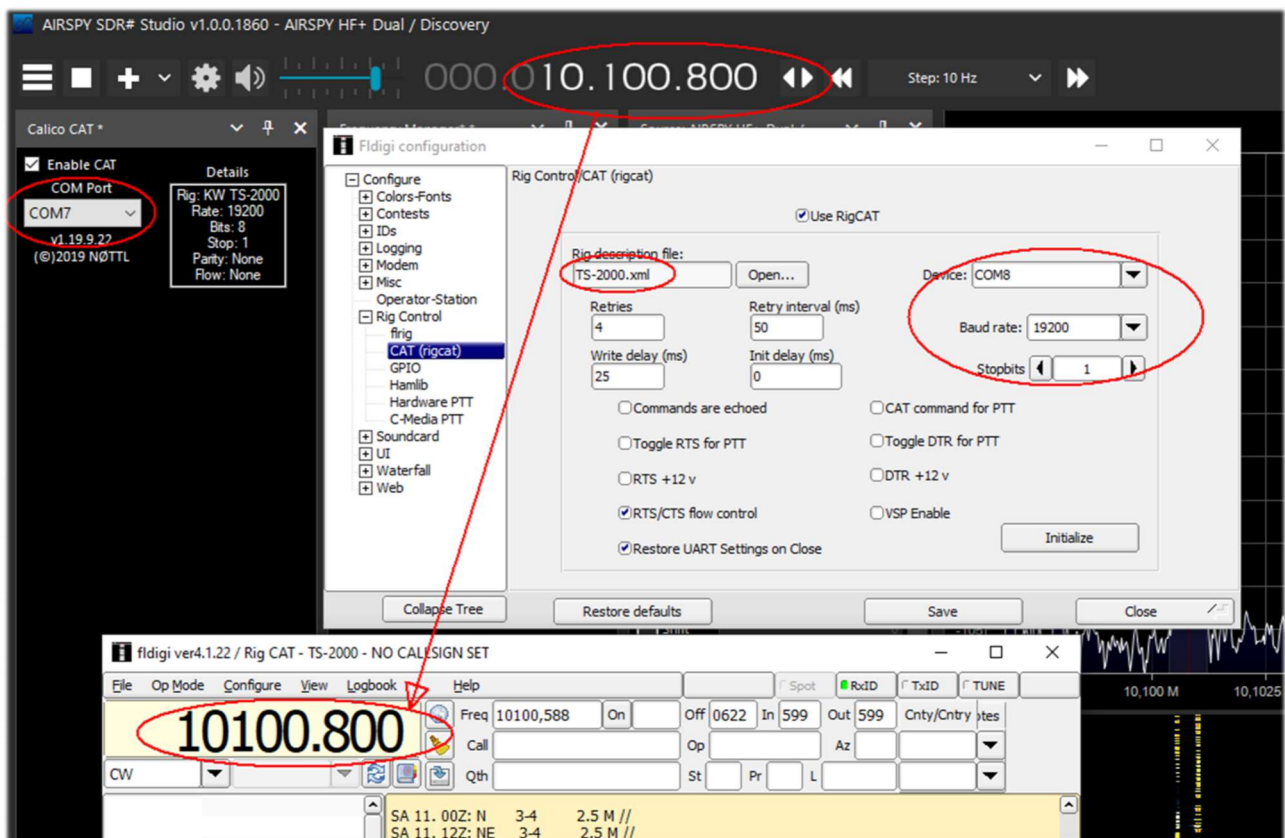 AIRSPY SDR# Studio v1.0.0.1860 - AIRSPY HF+ Dual / Discovery
000.010.100.800
Step: 10 Hz
Calico CAT *
Enable CAT
COM Port
COM7
v1.19.9.22
(©)2019 NØTTL
Details
Rig: KW TS-2000
Rate: 19200
Bits: 8
Stop: 1
Parity: None
Flow: None
Fldigi configuration
Configure
Colors-Fonts
Contests
IDs
Logging
Modem
Misc
Operator-Station
Rig Control
flrig
CAT (rigcat)
GPIO
Hamlib
Hardware PTT
C-Media PTT
Soundcard
UI
Waterfall
Web
Rig Control/CAT (rigcat)
Use RigCAT
Rig description file:
TS-2000.xml Open...
Device: COM8
Retries Retry interval (ms)
4 50
Baud rate: 19200
Write delay (ms) Init delay (ms)
25 0
Stopbits 1
Commands are echoed CAT command for PTT
Toggle RTS for PTT Toggle DTR for PTT
RTS +12 v DTR +12 v
RTS/CTS flow control VSP Enable
Restore UART Settings on Close
Initialize
Collapse Tree Restore defaults Save Close
fldigi ver4.1.22 / Rig CAT - TS-2000 - NO CALLSIGN SET
File Op Mode Configure View Logbook Help Spot RxID TxID TUNE
10100.800
Freq 10100,588 On Off 0622 In 599 Out 599 Cnty/Cntry
Call Op Az
CW
Qth St Pr L
SA 11. 00Z: N 3-4 2.5 M //
SA 11. 12Z: NE 3-4 2.5 M //
10,100 M 10,1025